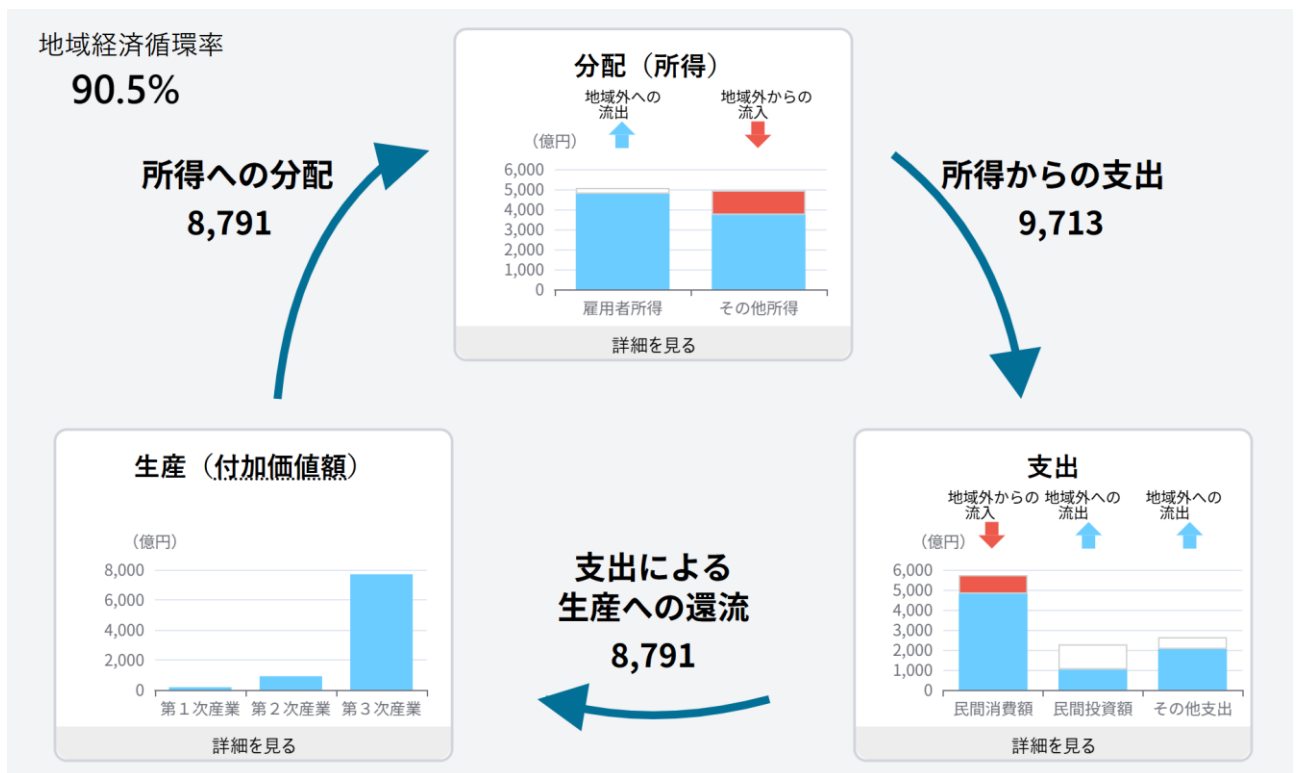 地域経済循環率
90.5%
所得への分配
8,791
分配（所得）
地域外への
流出
地域外からの
流入
（億円）
6,000
5,000
4,000
3,000
2,000
1,000
0
雇用者所得
その他所得
詳細を見る
所得からの支出
9,713
生産（付加価値額）
（億円）
8,000
6,000
4,000
2,000
0
第１次産業
第２次産業
第３次産業
詳細を見る
支出による
生産への還流
8,791
支出
地域外からの
流入
地域外への
流出
地域外への
流出
（億円）
6,000
5,000
4,000
3,000
2,000
1,000
0
民間消費額
民間投資額
その他支出
詳細を見る